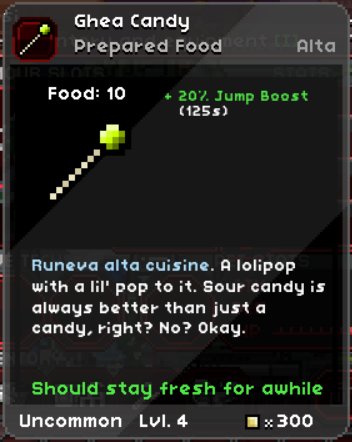 Ghea Candy
Prepared Food Alta
Food: 10 + 20% Jump Boost
(125s)
Runeva alta cuisine. A lolipop
with a lil' pop to it. Sour candy is
always better than just a
candy, right? No? Okay.
Should stay fresh for awhile
Uncommon Lvl. 4 x300